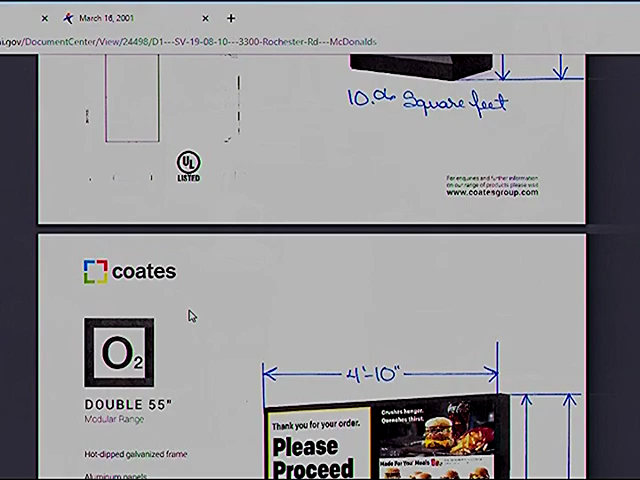 March 16, 2001
ni.gov/DocumentCenter/View/24498/D1---SV-19-08-10---3300-Rochester-Rd---McDonalds
Square feet
UL
LISTED
For enquiries and further information
on our range of products please visit
www.coatesgroup.com
coates
O2
4'-10"
DOUBLE 55"
Modular Range
Crushes hunger.
Quenches thirst.
Thank you for your order.
Please
Proceed
Made For You Meals
Hot-dipped galvanized frame
Aluminum panels